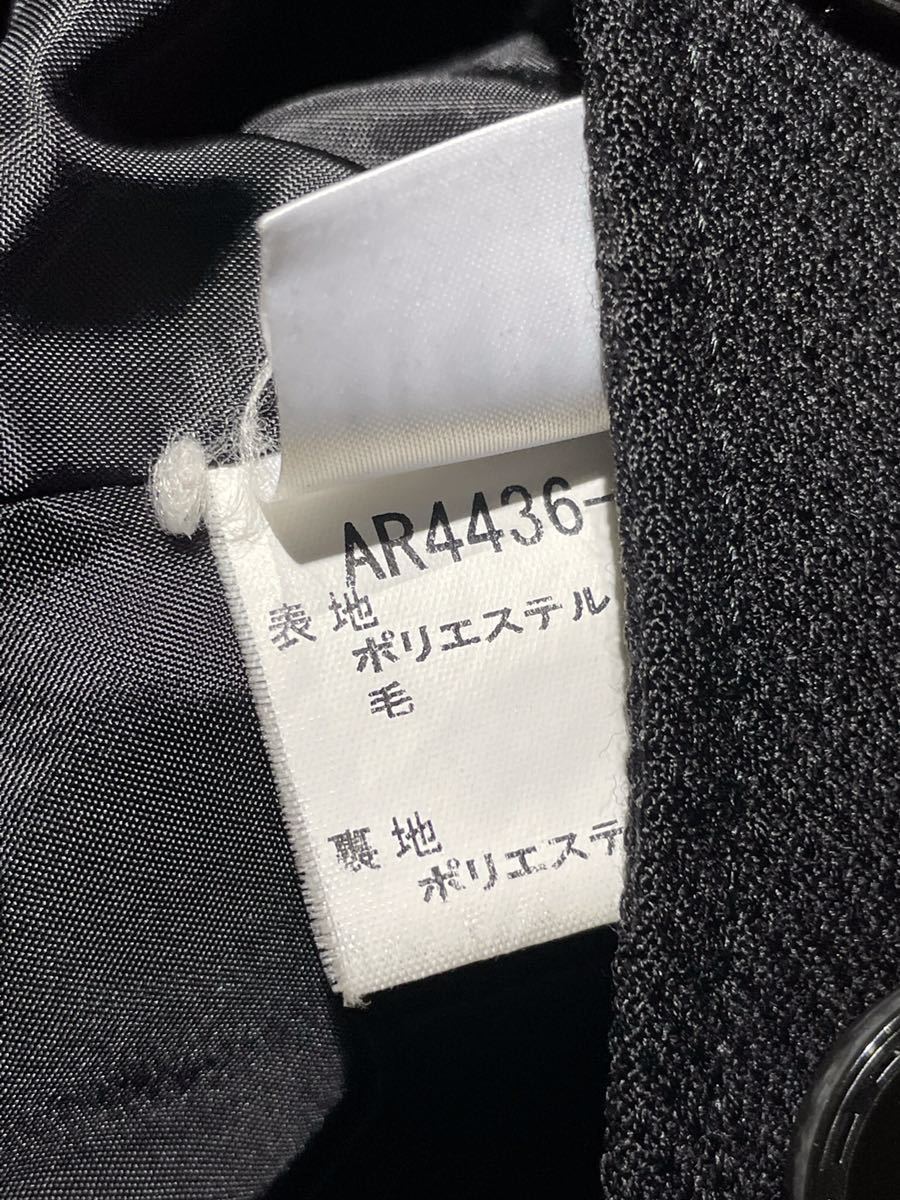 AR4436-
表地
ポリエステル
毛
裏地
ポリエステ